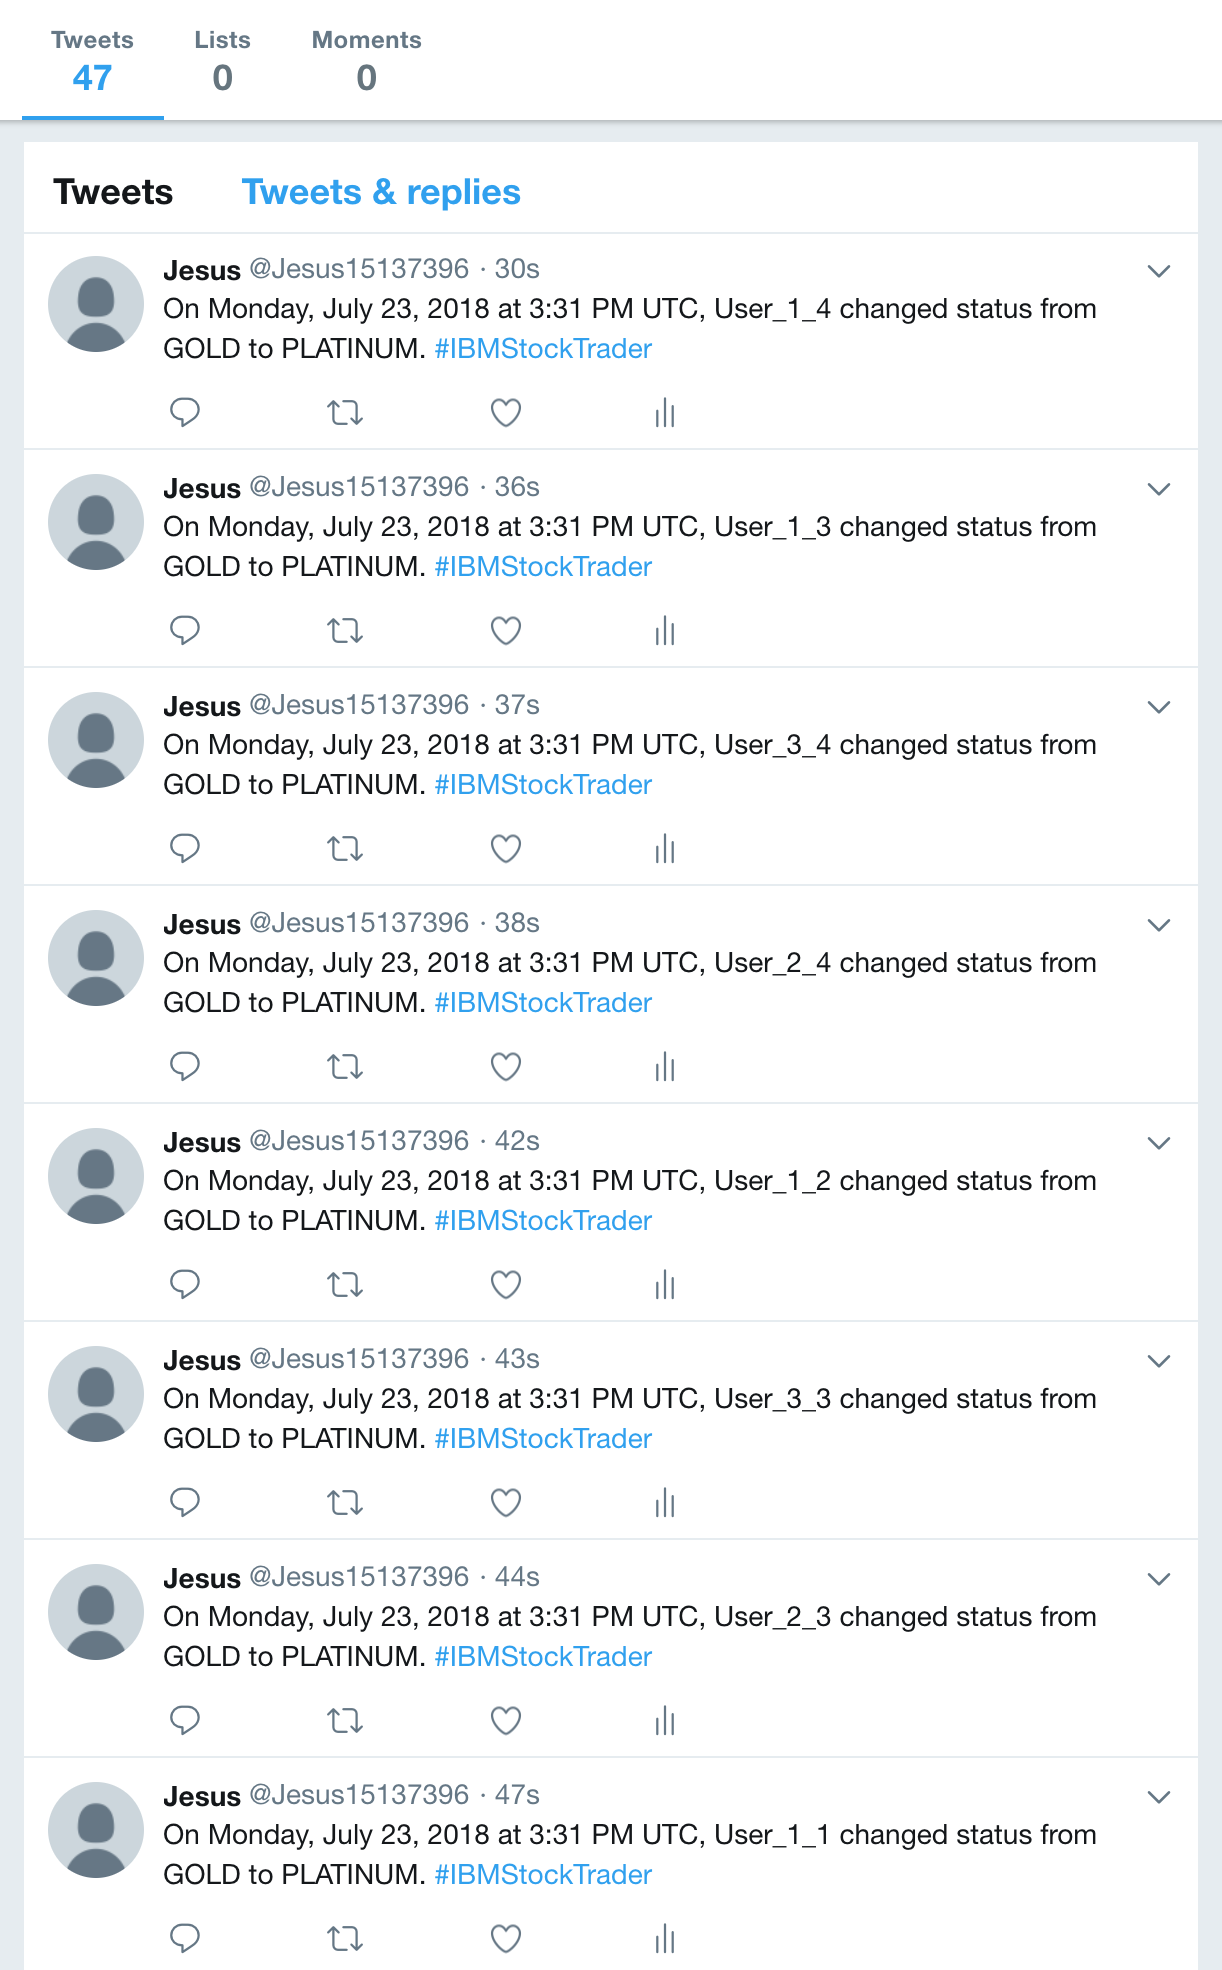 Tweets Lists Moments
47 0 0
Tweets Tweets & replies
Jesus @Jesus15137396 · 30s
On Monday, July 23, 2018 at 3:31 PM UTC, User_1_4 changed status from
GOLD to PLATINUM. #IBMStockTrader
Jesus @Jesus15137396 · 36s
On Monday, July 23, 2018 at 3:31 PM UTC, User_1_3 changed status from
GOLD to PLATINUM. #IBMStockTrader
Jesus @Jesus15137396 · 37s
On Monday, July 23, 2018 at 3:31 PM UTC, User_3_4 changed status from
GOLD to PLATINUM. #IBMStockTrader
Jesus @Jesus15137396 · 38s
On Monday, July 23, 2018 at 3:31 PM UTC, User_2_4 changed status from
GOLD to PLATINUM. #IBMStockTrader
Jesus @Jesus15137396 · 42s
On Monday, July 23, 2018 at 3:31 PM UTC, User_1_2 changed status from
GOLD to PLATINUM. #IBMStockTrader
Jesus @Jesus15137396 · 43s
On Monday, July 23, 2018 at 3:31 PM UTC, User_3_3 changed status from
GOLD to PLATINUM. #IBMStockTrader
Jesus @Jesus15137396 · 44s
On Monday, July 23, 2018 at 3:31 PM UTC, User_2_3 changed status from
GOLD to PLATINUM. #IBMStockTrader
Jesus @Jesus15137396 · 47s
On Monday, July 23, 2018 at 3:31 PM UTC, User_1_1 changed status from
GOLD to PLATINUM. #IBMStockTrader